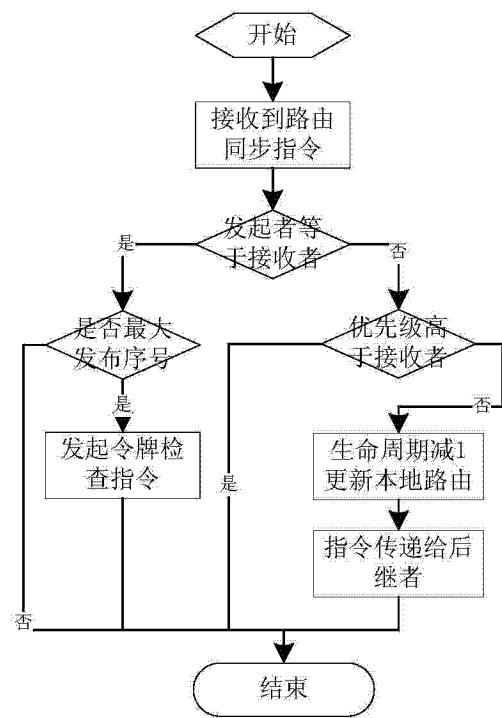 开始
接收到路由
同步指令
发起者等
于接收者
是
否
是否最大
发布序号
优先级高
于接收者
是
否
发起令牌检
查指令
是
生命周期减1
更新本地路由
指令传递给后
继者
否
结束